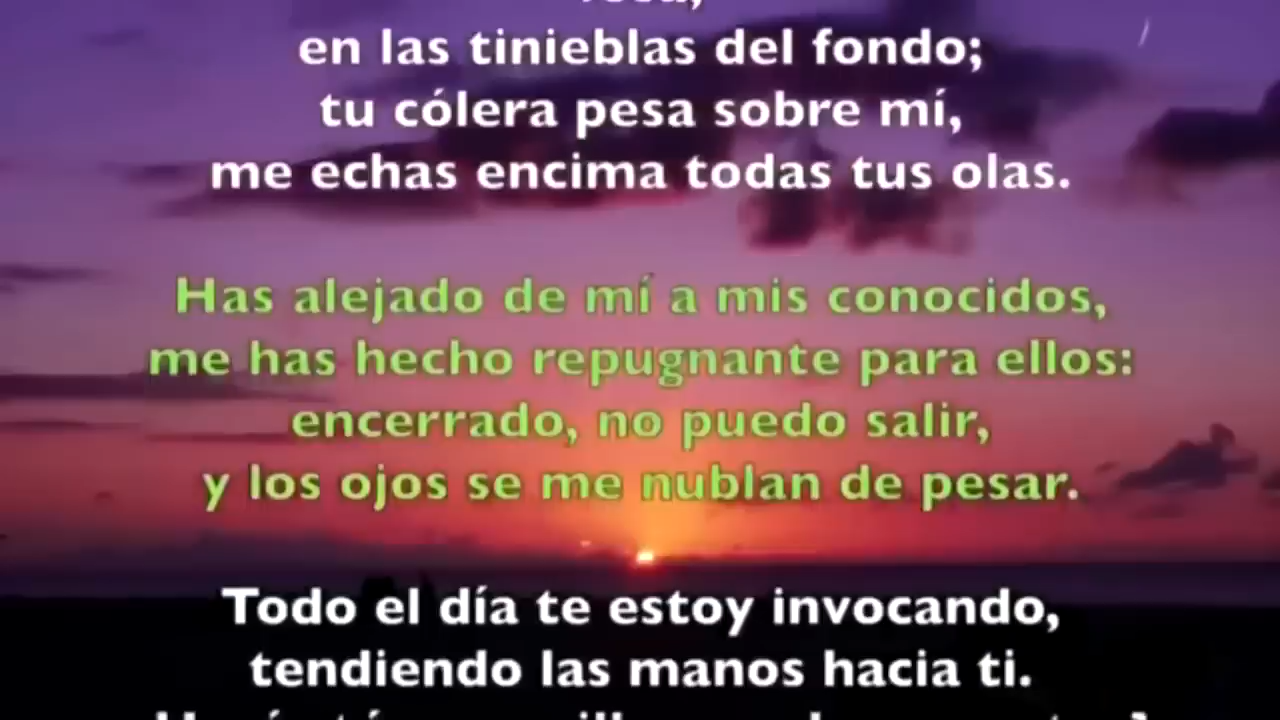 en las tinieblas del fondo;
tu cólera pesa sobre mí,
me echas encima todas tus olas.
Has alejado de mí a mis conocidos,
me has hecho repugnante para ellos:
encerrado, no puedo salir,
y los ojos se me nublan de pesar.
Todo el día te estoy invocando,
tendiendo las manos hacia ti.